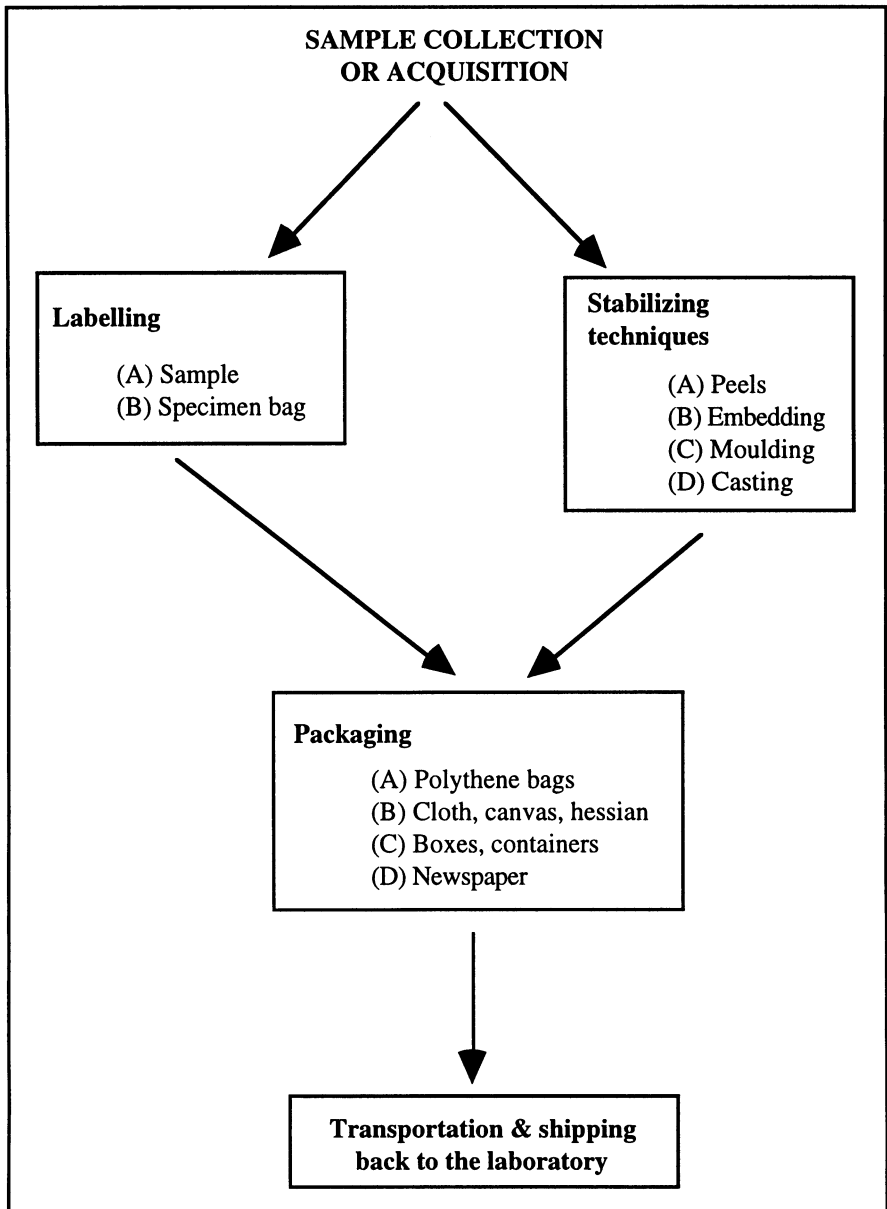 SAMPLE COLLECTION
OR ACQUISITION
Labelling
(A) Sample
(B) Specimen bag
Stabilizing
techniques
(A) Peels
(B) Embedding
(C) Moulding
(D) Casting
Packaging
(A) Polythene bags
(B) Cloth, canvas, hessian
(C) Boxes, containers
(D) Newspaper
Transportation & shipping
back to the laboratory